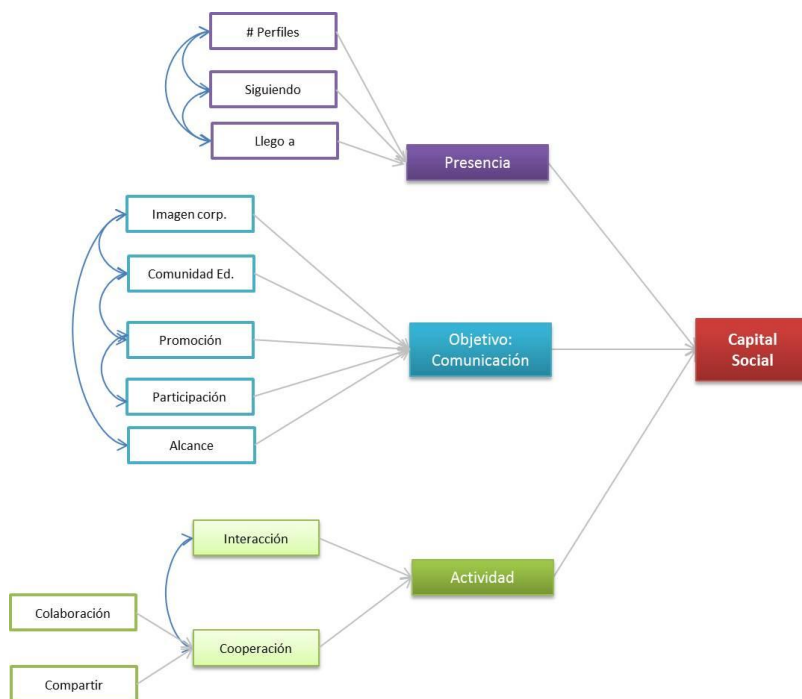 # Perfiles
Siguiendo
Llego a
Presencia
Imagen corp.
Comunidad Ed.
Promoción
Participación
Alcance
Objetivo:
Comunicación
Capital
Social
Interacción
Actividad
Colaboración
Cooperación
Compartir